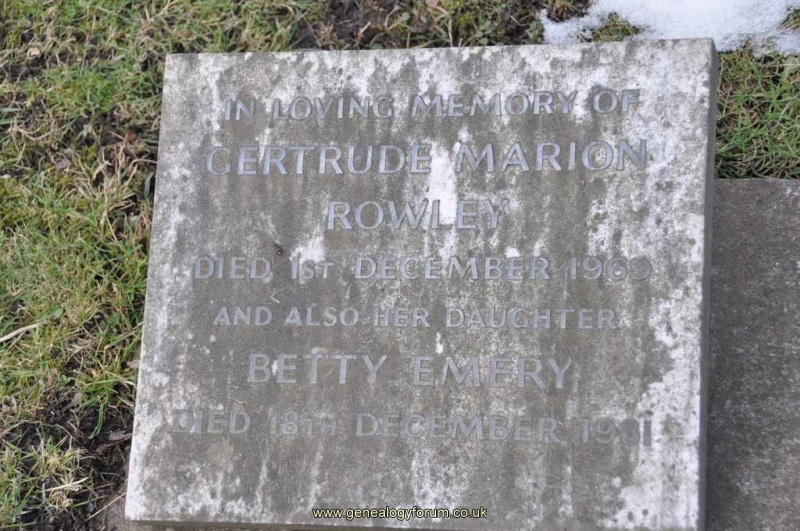 IN LOVING MEMORY OF
GERTRUDE MARION
ROWLEY
DIED 1ST DECEMBER 1969
AND ALSO HER DAUGHTER
BETTY EMERY
DIED 18TH DECEMBER 1981
www.genealogyforum.co.uk